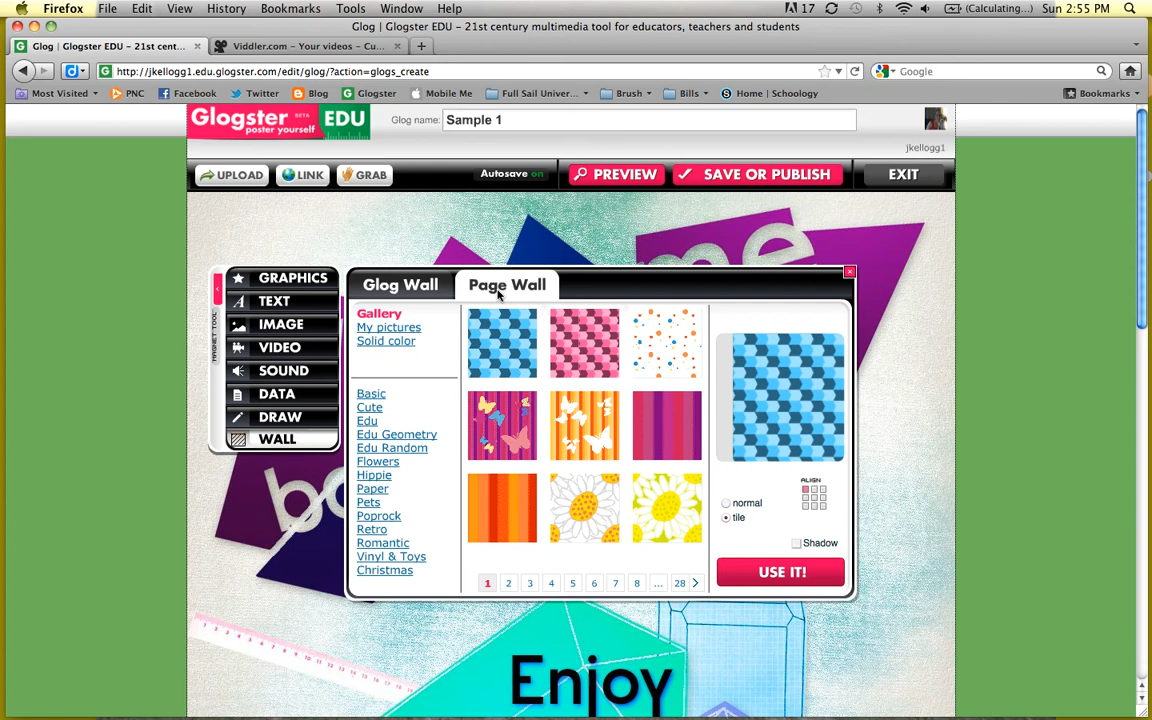 Firefox File Edit View History Bookmarks Tools Window Help 17 (Calculating...) Sun 2:55 PM
Glog | Glogster EDU – 21st century multimedia tool for educators, teachers and students
Glog | Glogster EDU – 21st cent... Viddler.com – Your videos – Cu...
http://jkellogg1.edu.glogster.com/edit/glog/?action=glogs_create Google
Most Visited PNC Facebook Twitter Blog Glogster Mobile Me Full Sail Univer... Brush Bills Home | Schoology Bookmarks
Glogster BETA EDU
poster yourself
Glog name: Sample 1
jkellogg1
UPLOAD LINK GRAB Autosave on PREVIEW SAVE OR PUBLISH EXIT
me
GRAPHICS
TEXT
IMAGE
VIDEO
SOUND
DATA
DRAW
WALL
MAGNET TOOL
Glog Wall Page Wall
Gallery
My pictures
Solid color
Basic
Cute
Edu
Edu Geometry
Edu Random
Flowers
Hippie
Paper
Pets
Poprock
Retro
Romantic
Vinyl & Toys
Christmas
1 2 3 4 5 6 7 8 ... 28 >
ALIGN
normal
tile
Shadow
USE IT!
Enjoy